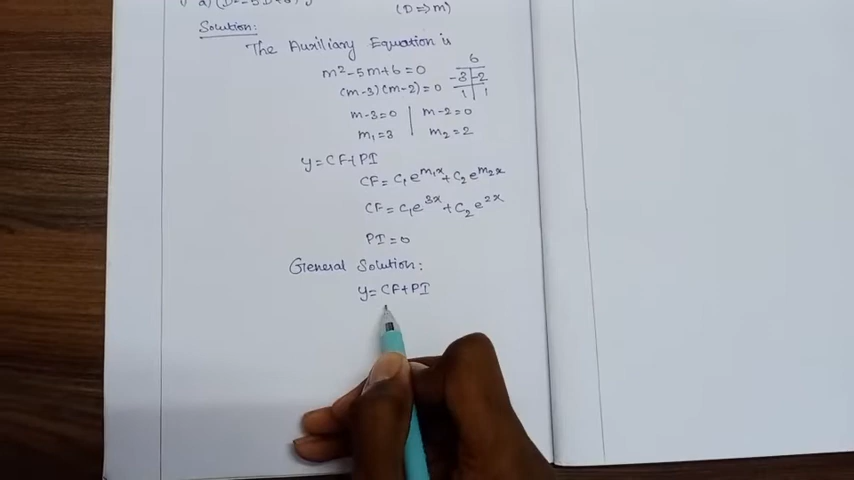 (D⇒m)
Solution:
The Auxiliary Equation is
m²-5m+6=0
6
-3 | -2
1 | 1
(m-3)(m-2)=0
m-3=0 | m-2=0
m₁=3 | m₂=2
y=CF+PI
CF=c₁e^m₁x+c₂e^m₂x
CF=c₁e^3x+c₂e^2x
PI=0
General Solution:
y=CF+PI